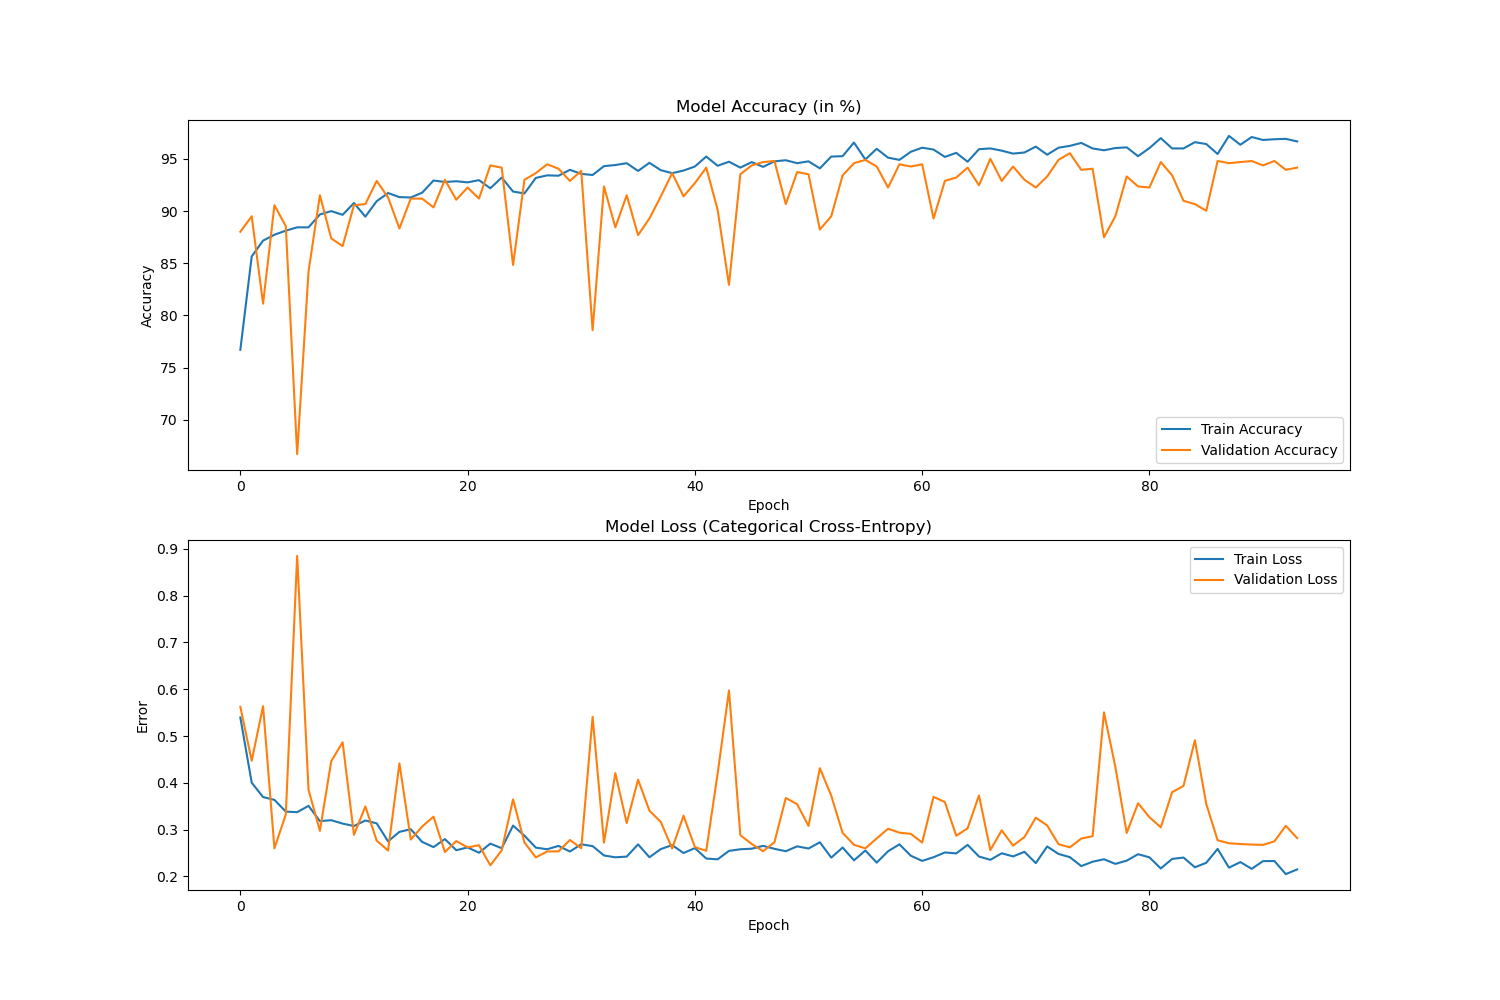 Model Accuracy (in %)
95
90
85
80
75
70
Accuracy
Train Accuracy
Validation Accuracy
0 20 40 60 80
Epoch
Model Loss (Categorical Cross-Entropy)
0.9
0.8
0.7
0.6
0.5
0.4
0.3
0.2
Error
Train Loss
Validation Loss
0 20 40 60 80
Epoch